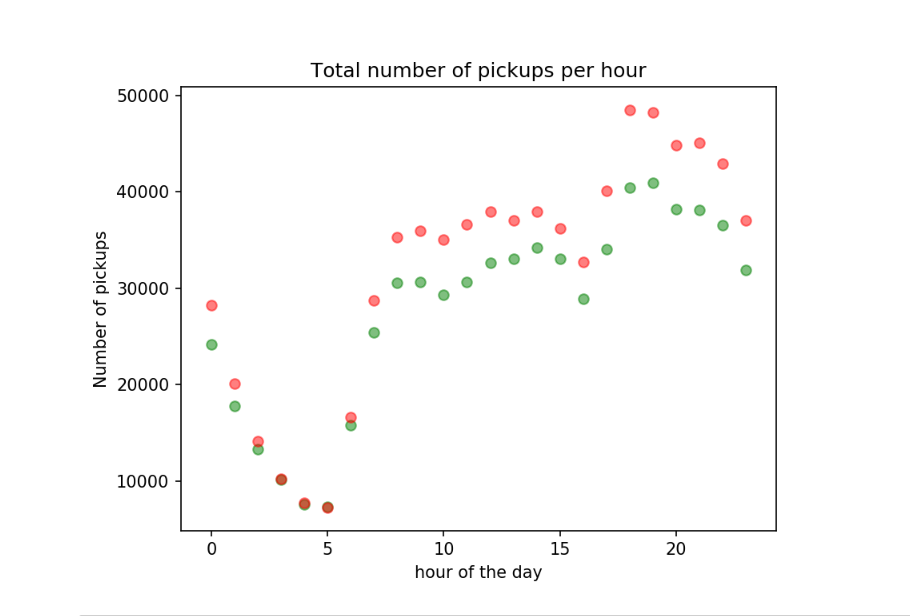 Total number of pickups per hour
50000
40000
30000
20000
10000
Number of pickups
0 5 10 15 20
hour of the day